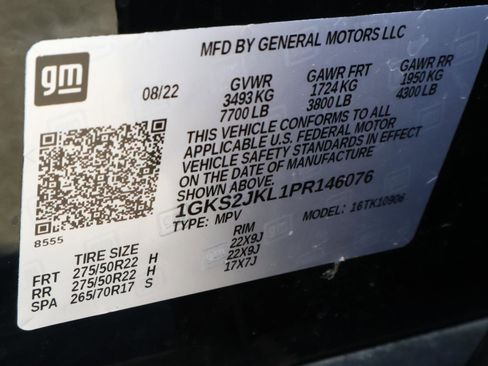 gm
MFD BY GENERAL MOTORS LLC
08/22 GVWR GAWR FRT GAWR RR
3493 KG 1724 KG 1950 KG
7700 LB 3800 LB 4300 LB
THIS VEHICLE CONFORMS TO ALL
APPLICABLE U.S. FEDERAL MOTOR
VEHICLE SAFETY STANDARDS IN EFFECT
ON THE DATE OF MANUFACTURE
SHOWN ABOVE.
1GKS2JKL1PR146076
TYPE: MPV MODEL: 16TK10906
8555
TIRE SIZE RIM
FRT 275/50R22 H 22X9J
RR 275/50R22 H 22X9J
SPA 265/70R17 S 17X7J